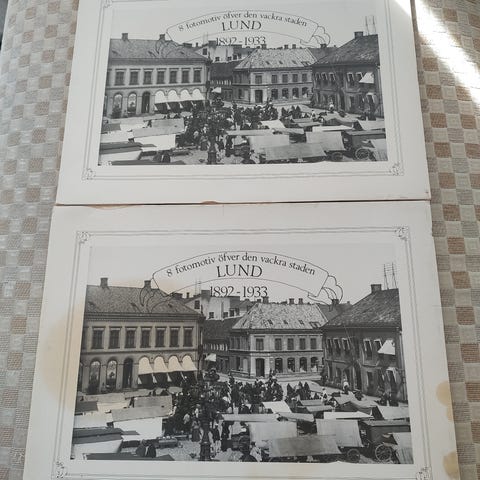 8 fotomotiv öfver den vackra staden
LUND
1892-1933
8 fotomotiv öfver den vackra staden
LUND
1892-1933